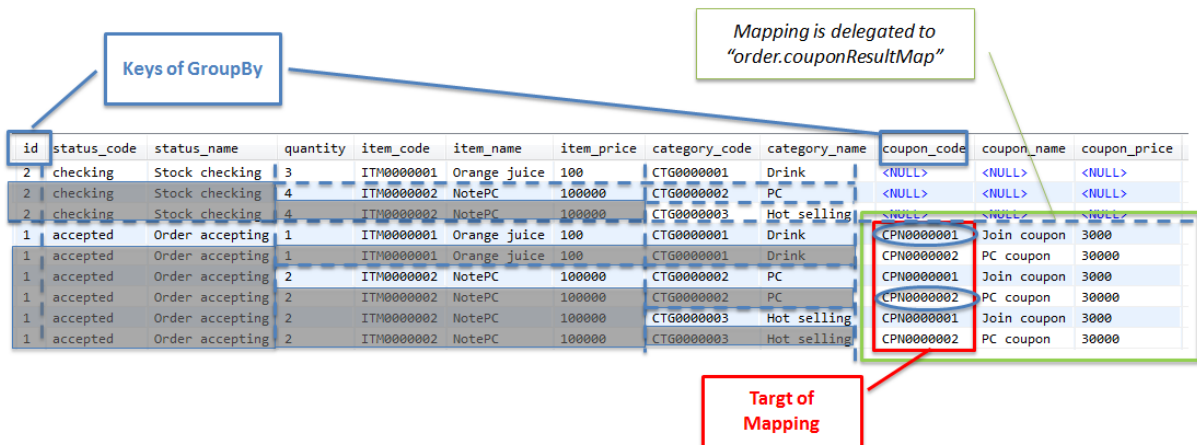 Mapping is delegated to
“order.couponResultMap”
Keys of GroupBy
id status_code status_name quantity item_code item_name item_price category_code category_name coupon_code coupon_name coupon_price
2 checking Stock checking 3 ITM0000001 Orange juice 100 CTG0000001 Drink <NULL> <NULL> <NULL>
2 checking Stock checking 4 ITM0000002 NotePC 100000 CTG0000002 PC <NULL> <NULL> <NULL>
2 checking Stock checking 4 ITM0000002 NotePC 100000 CTG0000003 Hot selling <NULL> <NULL> <NULL>
1 accepted Order accepting 1 ITM0000001 Orange juice 100 CTG0000001 Drink CPN0000001 Join coupon 3000
1 accepted Order accepting 1 ITM0000001 Orange juice 100 CTG0000001 Drink CPN0000002 PC coupon 30000
1 accepted Order accepting 2 ITM0000002 NotePC 100000 CTG0000002 PC CPN0000001 Join coupon 3000
1 accepted Order accepting 2 ITM0000002 NotePC 100000 CTG0000002 PC CPN0000002 PC coupon 30000
1 accepted Order accepting 2 ITM0000002 NotePC 100000 CTG0000003 Hot selling CPN0000001 Join coupon 3000
1 accepted Order accepting 2 ITM0000002 NotePC 100000 CTG0000003 Hot selling CPN0000002 PC coupon 30000
Targt of
Mapping